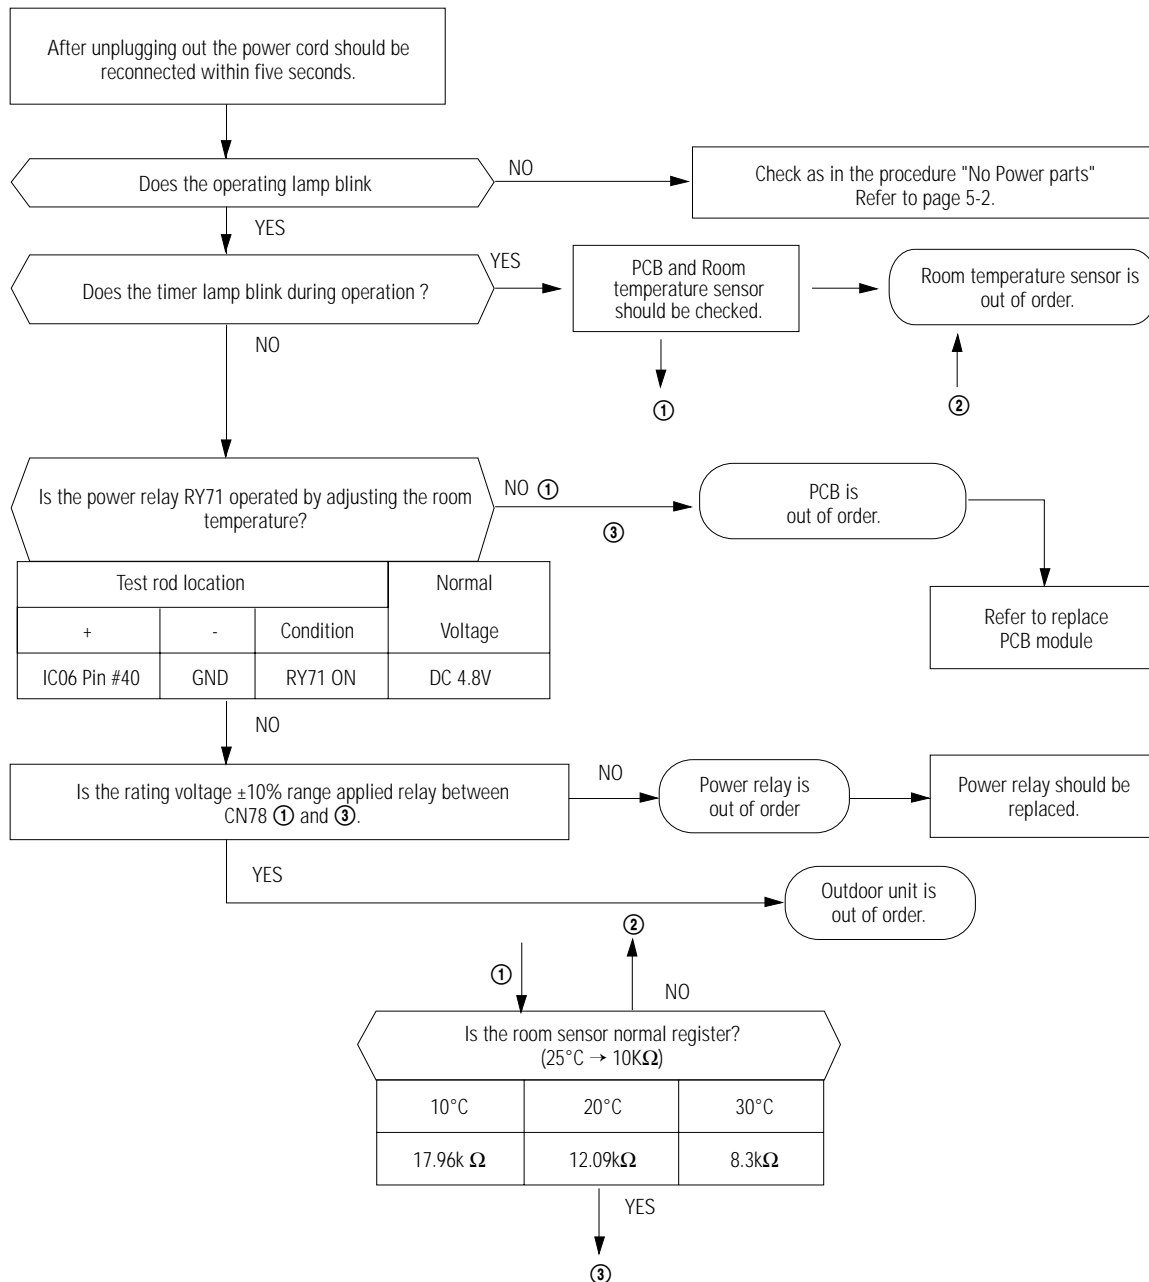 After unplugging out the power cord should be
reconnected within five seconds.
Does the operating lamp blink
NO
Check as in the procedure "No Power parts"
Refer to page 5-2.
YES
Does the timer lamp blink during operation ?
YES
PCB and Room
temperature sensor
should be checked.
Room temperature sensor is
out of order.
NO
①
②
Is the power relay RY71 operated by adjusting the room
temperature?
NO ①
③
PCB is
out of order.
Refer to replace
PCB module
Test rod location
Normal
Voltage
+
-
Condition
IC06 Pin #40
GND
RY71 ON
DC 4.8V
NO
Is the rating voltage ±10% range applied relay between
CN78 ① and ③.
NO
Power relay is
out of order
Power relay should be
replaced.
YES
Outdoor unit is
out of order.
①
②
NO
Is the room sensor normal register?
(25°C → 10KΩ)
10°C
20°C
30°C
17.96k Ω
12.09kΩ
8.3kΩ
YES
③